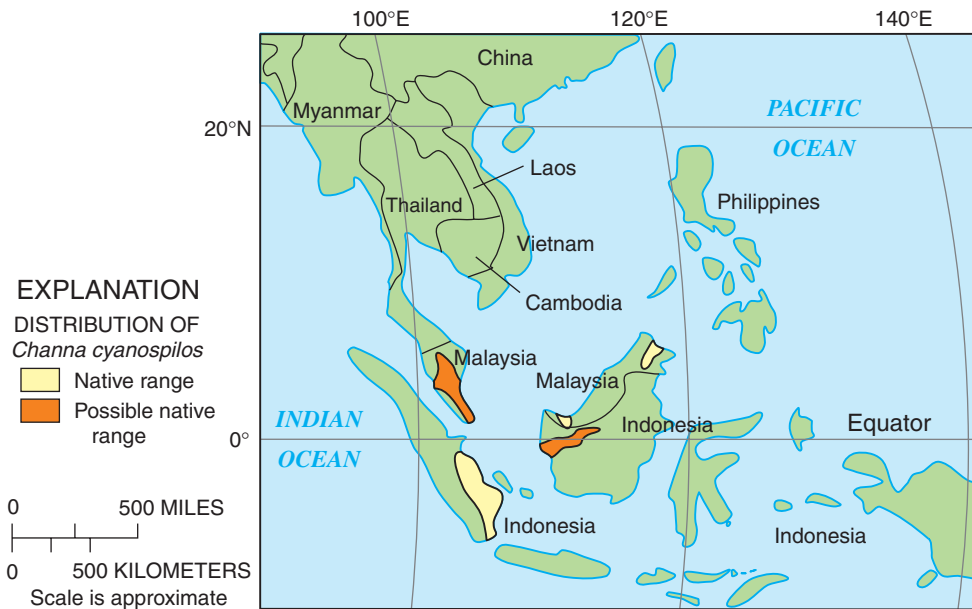 100°E 120°E 140°E
China
Myanmar
PACIFIC
20°N
OCEAN
Laos
Thailand
Philippines
Vietnam
EXPLANATION
Cambodia
DISTRIBUTION OF
Channa cyanospilos
Native range
Possible native
range
Malaysia
Malaysia
INDIAN
OCEAN
Indonesia
Equator
0°
0 500 MILES
0 500 KILOMETERS
Scale is approximate
Indonesia
Indonesia